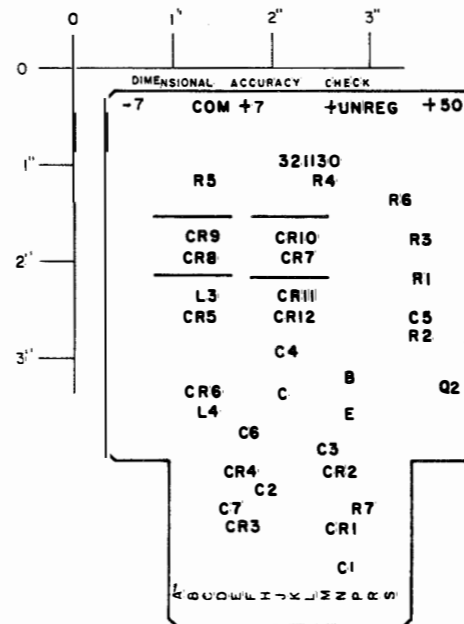 0 1" 2" 3"
0
DIMENSIONAL ACCURACY CHECK
-7 COM +7 +UNREG +50
321130
1"
R5 R4
R6
CR9 CR10 R3
CR8 CR7
2"
R1
L3 CR11
CR5 CR12 C5
R2
C4
3"
B
CR6 C Q2
L4 E
C6
C3
CR4 CR2
C2
C7 R7
CR3 CR1
C1
A B C D E F H J K L M N P R S